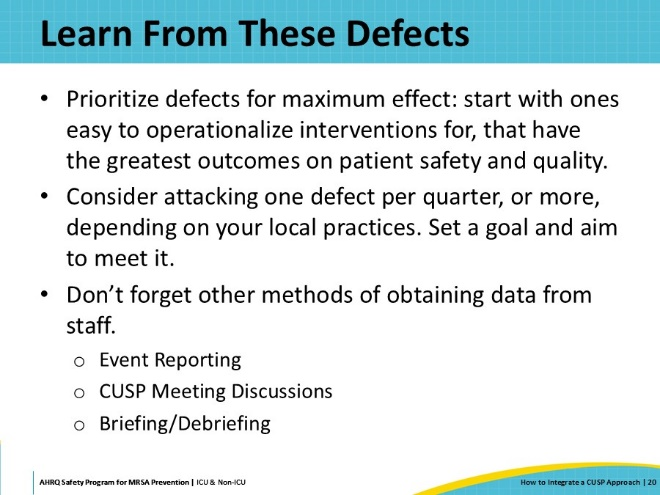 Learn From These Defects
• Prioritize defects for maximum effect: start with ones
easy to operationalize interventions for, that have
the greatest outcomes on patient safety and quality.
• Consider attacking one defect per quarter, or more,
depending on your local practices. Set a goal and aim
to meet it.
• Don’t forget other methods of obtaining data from
staff.
o Event Reporting
o CUSP Meeting Discussions
o Briefing/Debriefing
AHRQ Safety Program for MRSA Prevention | ICU & Non-ICU
How to Integrate a CUSP Approach | 20